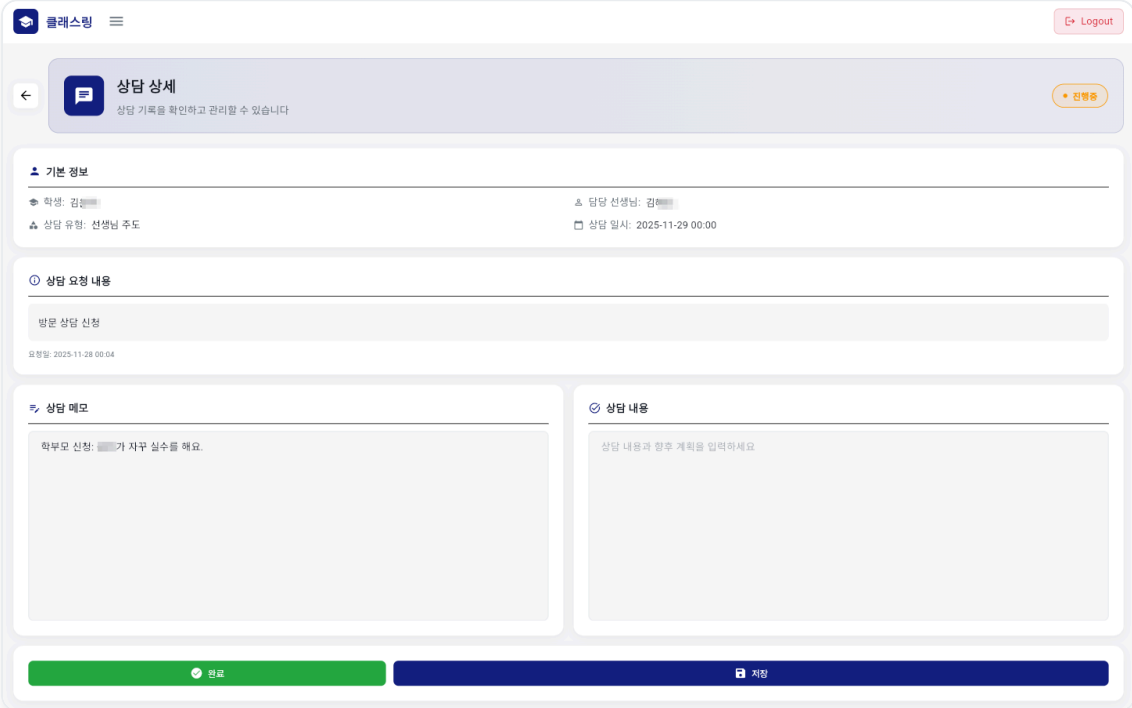 클래스링
Logout
상담 상세
상담 기록을 확인하고 관리할 수 있습니다
진행중
기본 정보
학생: 김
담당 선생님: 김
상담 유형: 선생님 주도
상담 일시: 2025-11-29 00:00
상담 요청 내용
방문 상담 신청
요청일: 2025-11-28 00:04
상담 메모
학부모 신청: 가 자꾸 실수를 해요.
상담 내용
상담 내용과 향후 계획을 입력하세요
완료
저장